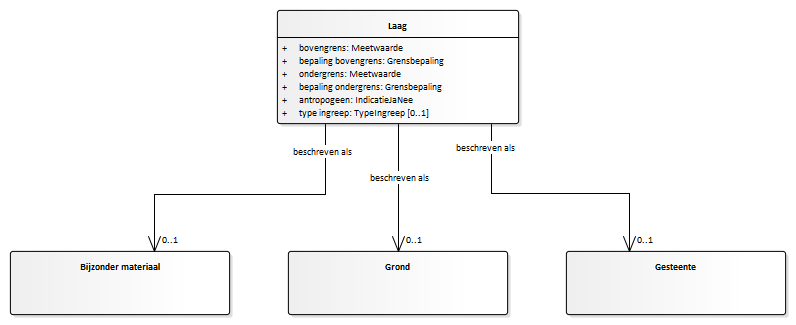 Laag
+ bovengrens: Meetwaarde
+ bepaling bovengrens: Grensbepaling
+ ondergrens: Meetwaarde
+ bepaling ondergrens: Grensbepaling
+ antropogeen: IndicatieJaNee
+ type ingreep: TypeIngreep [0..1]
beschreven als
beschreven als
beschreven als
0..1
0..1
0..1
Bijzonder materiaal
Grond
Gesteente